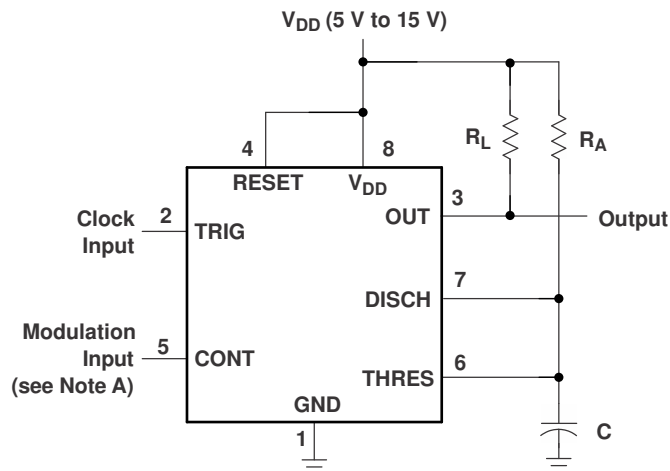 VDD (5 V to 15 V)
RL
RA
4
8
RESET
VDD
3
Clock
Input
2
TRIG
OUT
Output
7
DISCH
Modulation
Input
(see Note A)
5
CONT
6
THRES
GND
1
C